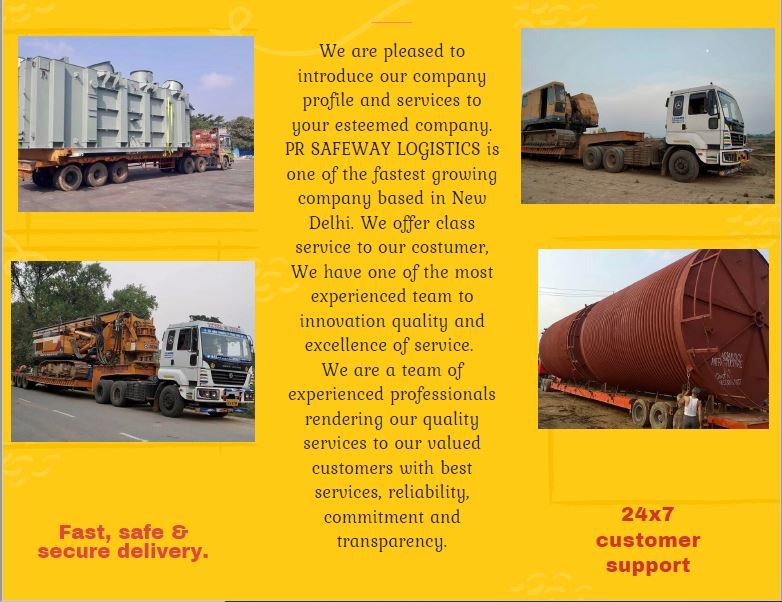 We are pleased to
introduce our company
profile and services to
your esteemed company.
PR SAFEWAY LOGISTICS is
one of the fastest growing
company based in New
Delhi. We offer class
service to our costumer,
We have one of the most
experienced team to
innovation quality and
excellence of service.
We are a team of
experienced professionals
rendering our quality
services to our valued
customers with best
services, reliability,
commitment and
transparency.
Fast, safe &
secure delivery.
24x7
customer
support